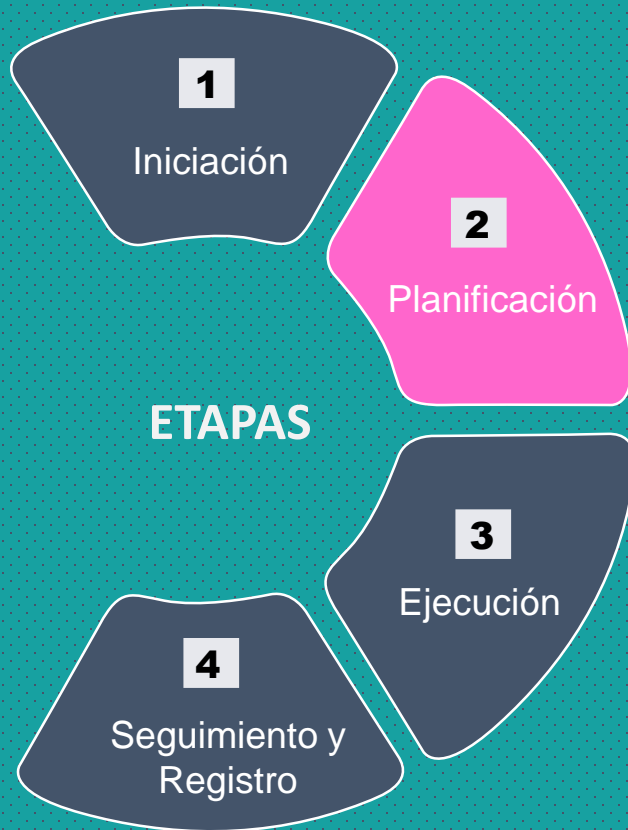 1
Iniciación
2
Planificación
ETAPAS
3
Ejecución
4
Seguimiento y
Registro